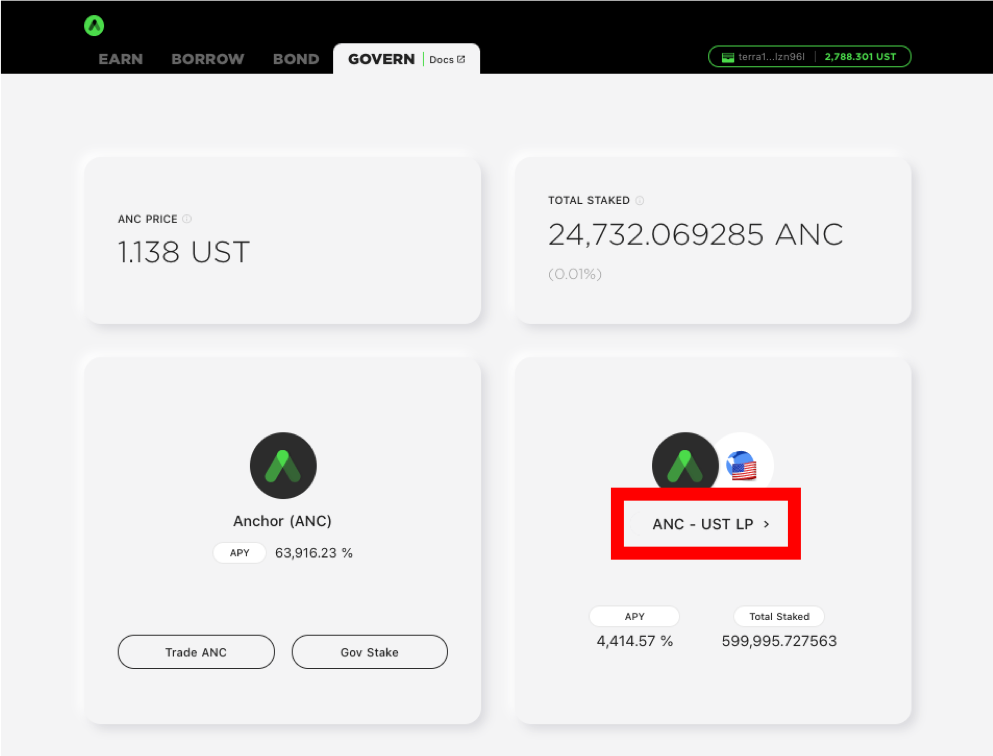 EARN BORROW BOND GOVERN Docs terra1...lzn96l 2,788.301 UST
ANC PRICE
1.138 UST
TOTAL STAKED
24,732.069285 ANC
(0.01%)
Anchor (ANC)
APY 63,916.23 %
Trade ANC Gov Stake
ANC - UST LP >
APY Total Staked
4,414.57 % 599,995.727563